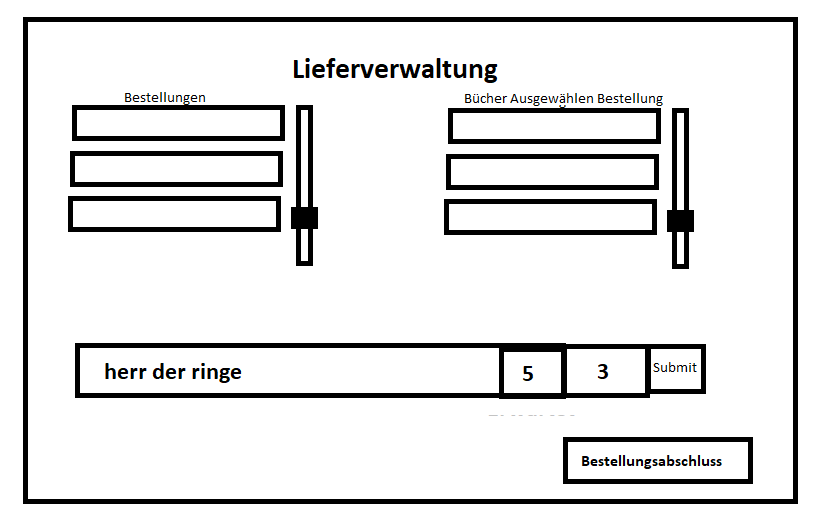 Lieferverwaltung
Bestellungen
Bücher Ausgewählen Bestellung
herr der ringe
5
3
Submit
Bestellungsabschluss